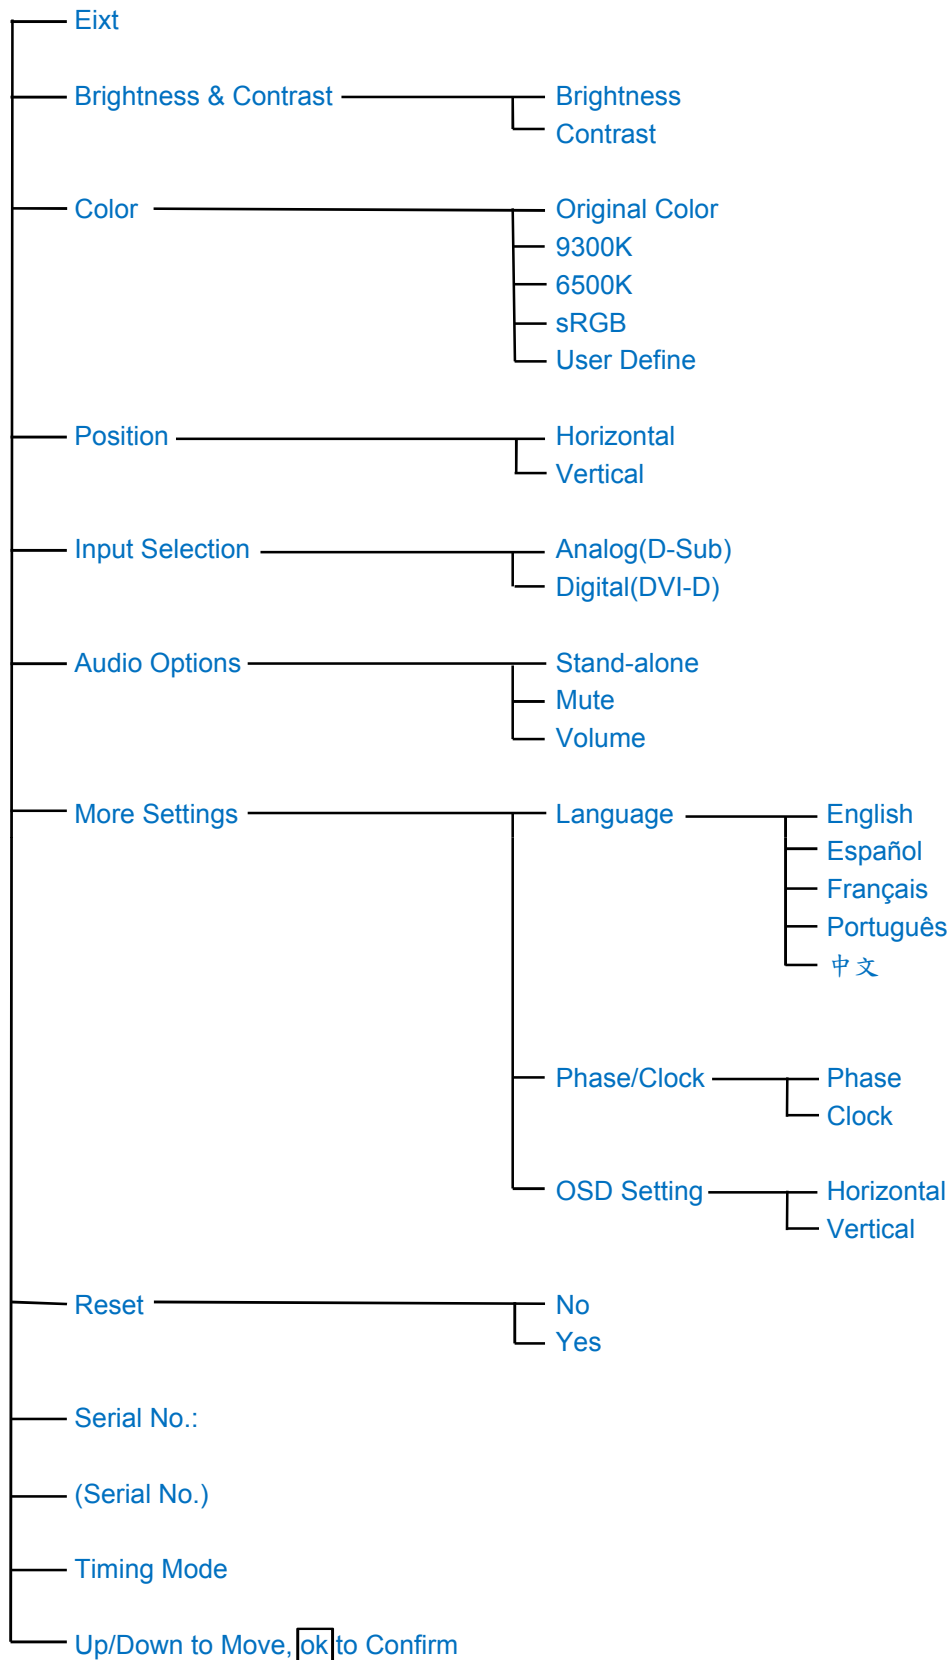 Eixt
Brightness & Contrast Brightness
Contrast
Color Original Color
9300K
6500K
sRGB
User Define
Position Horizontal
Vertical
Input Selection Analog(D-Sub)
Digital(DVI-D)
Audio Options Stand-alone
Mute
Volume
More Settings Language English
Español
Français
Português
中文
Phase/Clock Phase
Clock
OSD Setting Horizontal
Vertical
Reset No
Yes
Serial No.:
(Serial No.)
Timing Mode
Up/Down to Move, ok to Confirm